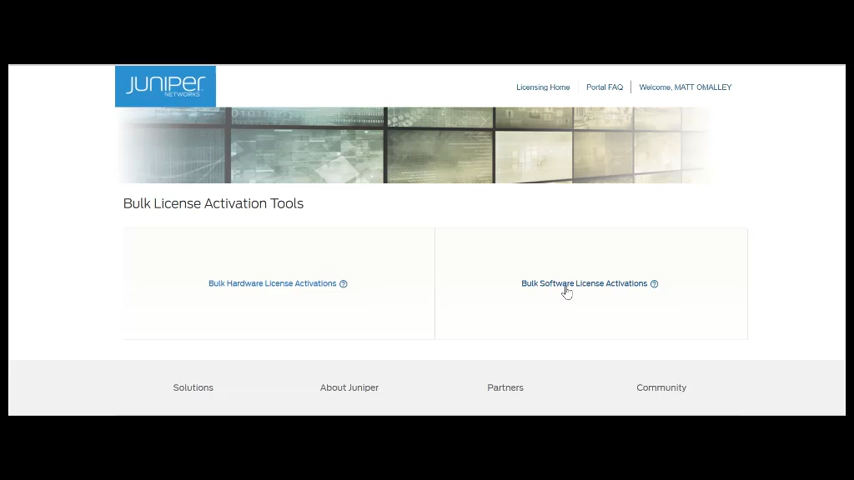 JUNIPER
NETWORKS
Licensing Home
Portal FAQ
Welcome, MATT OMALLEY
Bulk License Activation Tools
Bulk Hardware License Activations ?
Bulk Software License Activations ?
Solutions
About Juniper
Partners
Community